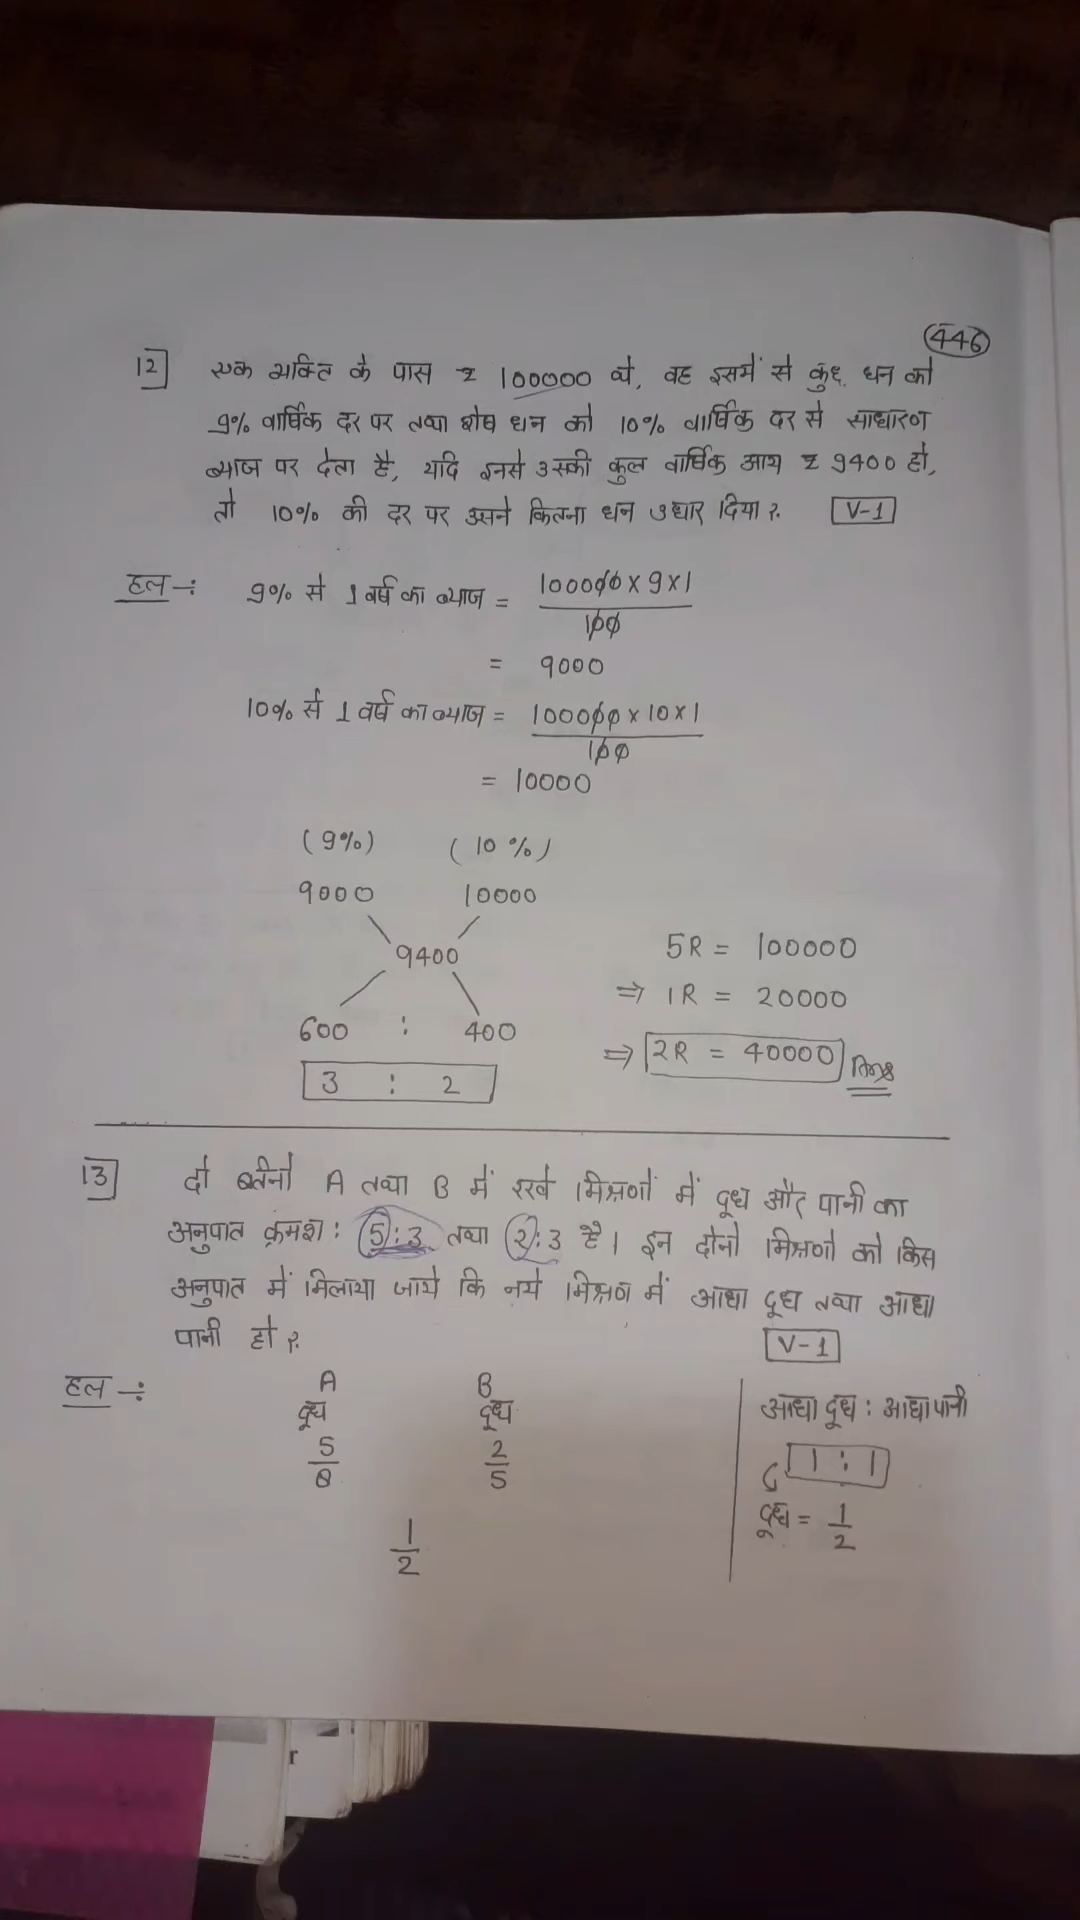 446
12] एक व्यक्ति के पास ₹ 100000 थे, वह इसमें से कुछ धन को
9% वार्षिक दर पर तथा शेष धन को 10% वार्षिक दर से साधारण
ब्याज पर देता है, यदि इनसे उसकी कुल वार्षिक आय ₹ 9400 हो,
तो 10% की दर पर उसने कितना धन उधार दिया ?. V-1
हल ÷ 9% से 1 वर्ष का ब्याज = 100000 × 9 × 1
100
= 9000
10% से 1 वर्ष का ब्याज = 100000 × 10 × 1
100
= 10000
(9%) (10%)
9000 10000
9400
600 : 400
3 : 2
5R = 100000
⇒ 1R = 20000
⇒ 2R = 40000
13] दो बर्तनो A तथा B में रखे मिश्रणों में दूध और पानी का
अनुपात क्रमश: 5:3 तथा 2:3 है। इन दोनो मिश्रणो को किस
अनुपात में मिलाया जाये कि नये मिश्रण में आधा दूध तथा आधा
पानी हो ?. V-1
हल ÷ A B
दूध दूध
5/8 2/5
1/2
आधा दूध : आधा पानी
1 : 1
दूध = 1/2
r